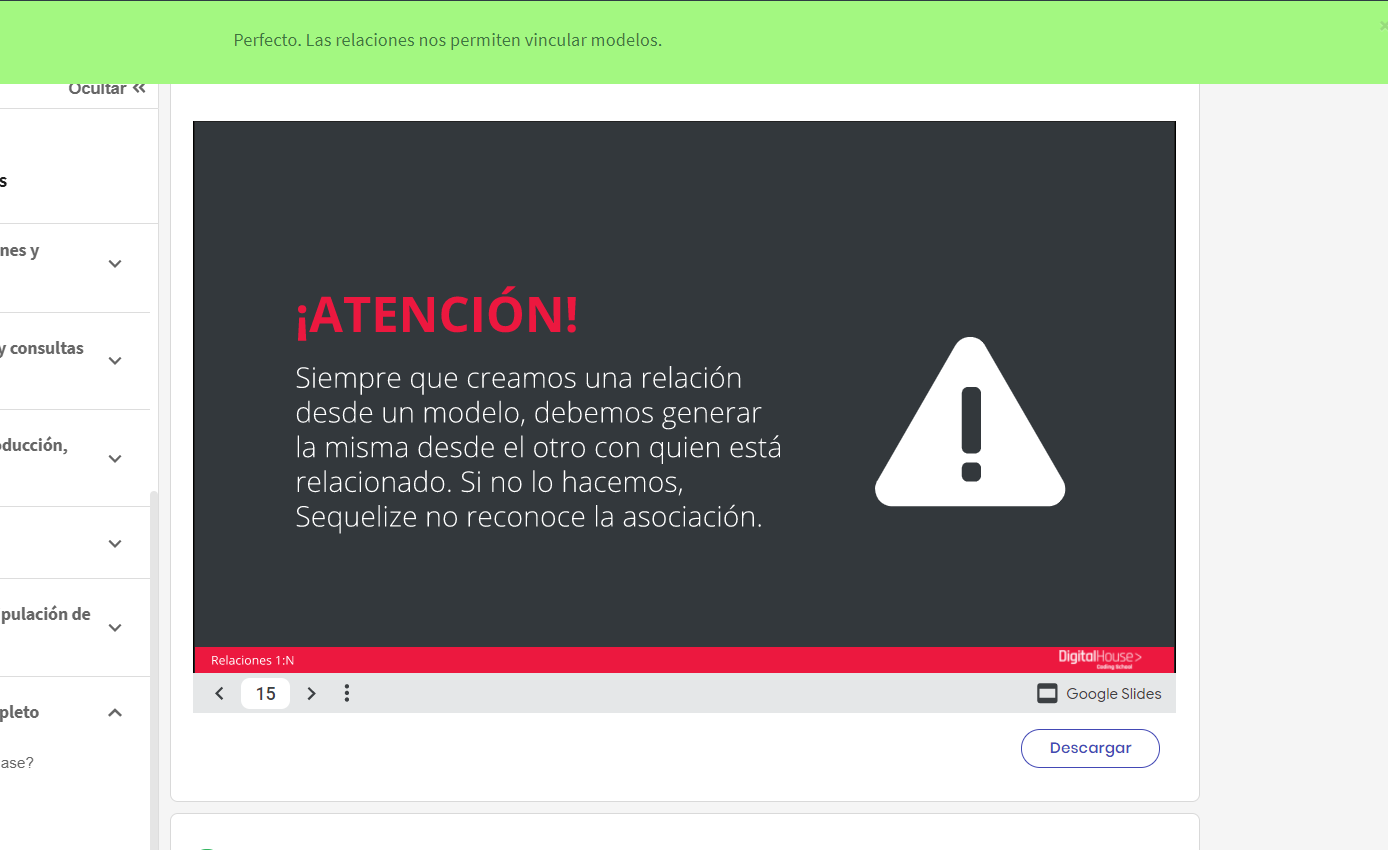 Perfecto. Las relaciones nos permiten vincular modelos.
Ocultar
s
nes y
y consultas
oducción,
pulación de
pleto
ase?
¡ATENCIÓN!
Siempre que creamos una relación
desde un modelo, debemos generar
la misma desde el otro con quien está
relacionado. Si no lo hacemos,
Sequelize no reconoce la asociación.
Relaciones 1:N
DigitalHouse>
Coding School
15
Google Slides
Descargar